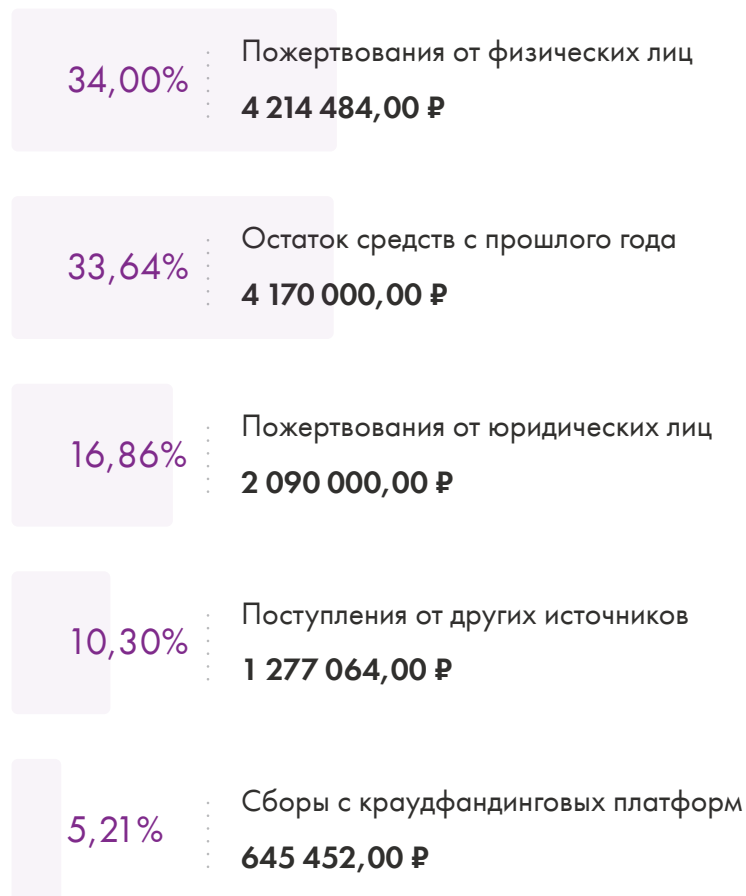 34,00%
Пожертвования от физических лиц
4 214 484,00 ₽
33,64%
Остаток средств с прошлого года
4 170 000,00 ₽
16,86%
Пожертвования от юридических лиц
2 090 000,00 ₽
10,30%
Поступления от других источников
1 277 064,00 ₽
5,21%
Сборы с краудфандинговых платформ
645 452,00 ₽